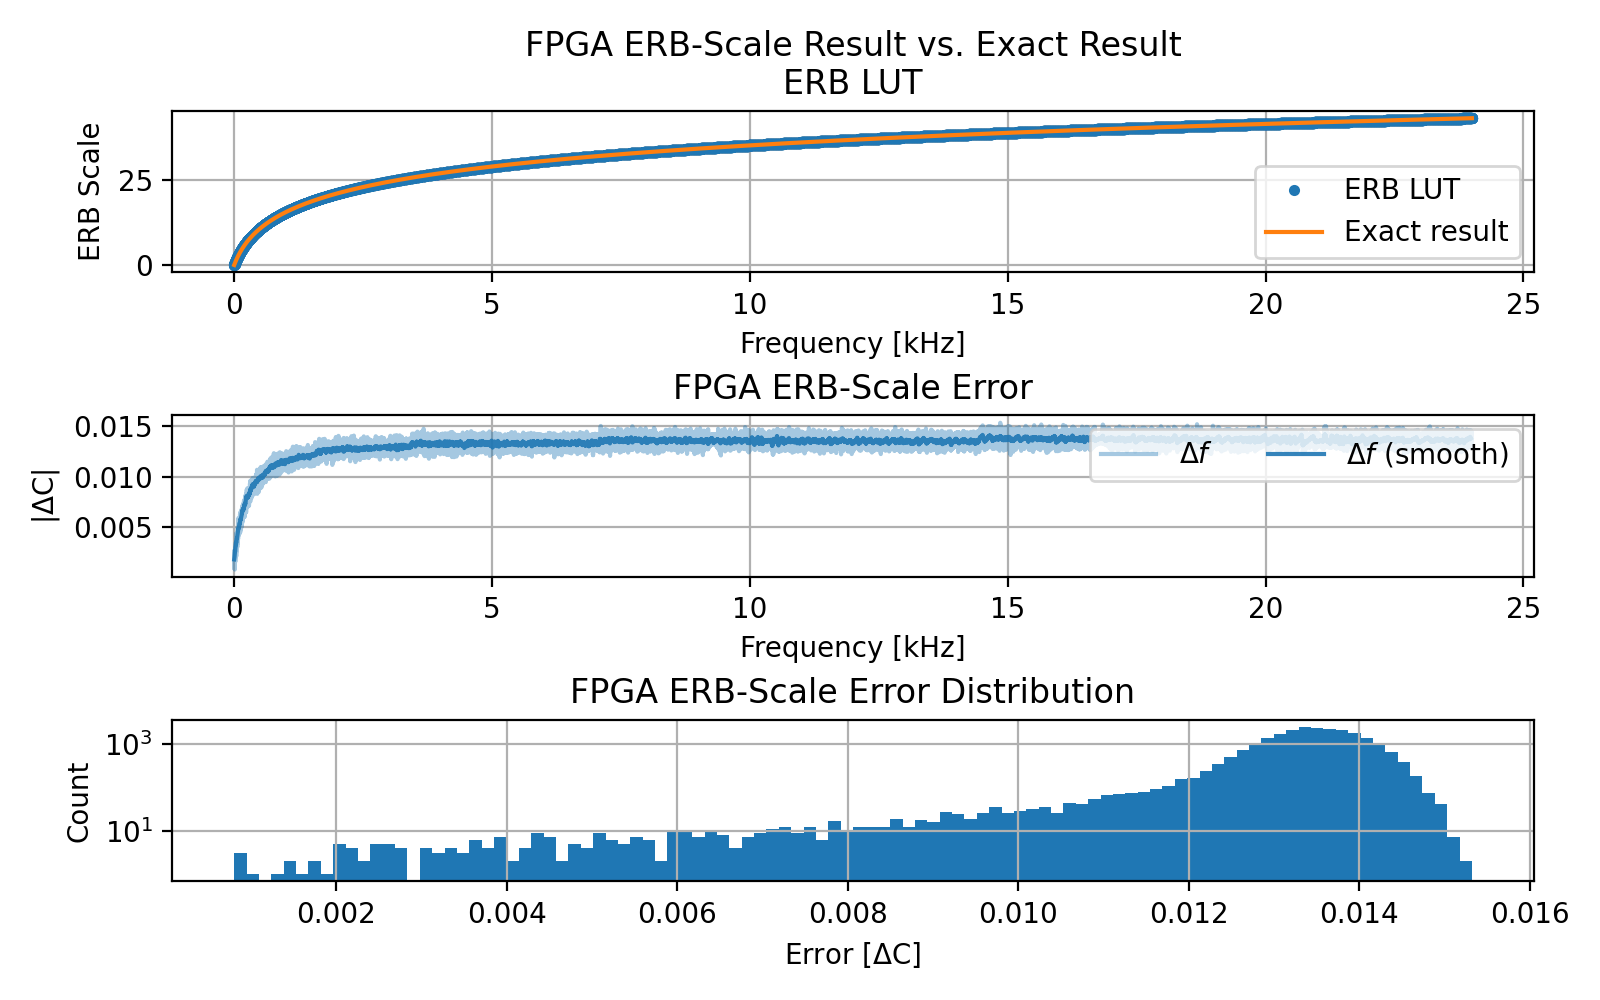 FPGA ERB-Scale Result vs. Exact Result
ERB LUT
ERB Scale
25
0
ERB LUT
Exact result
0 5 10 15 20 25
Frequency [kHz]
FPGA ERB-Scale Error
|ΔC|
0.015
0.010
0.005
Δf Δf (smooth)
0 5 10 15 20 25
Frequency [kHz]
FPGA ERB-Scale Error Distribution
Count
10³
10¹
0.002 0.004 0.006 0.008 0.010 0.012 0.014 0.016
Error [ΔC]